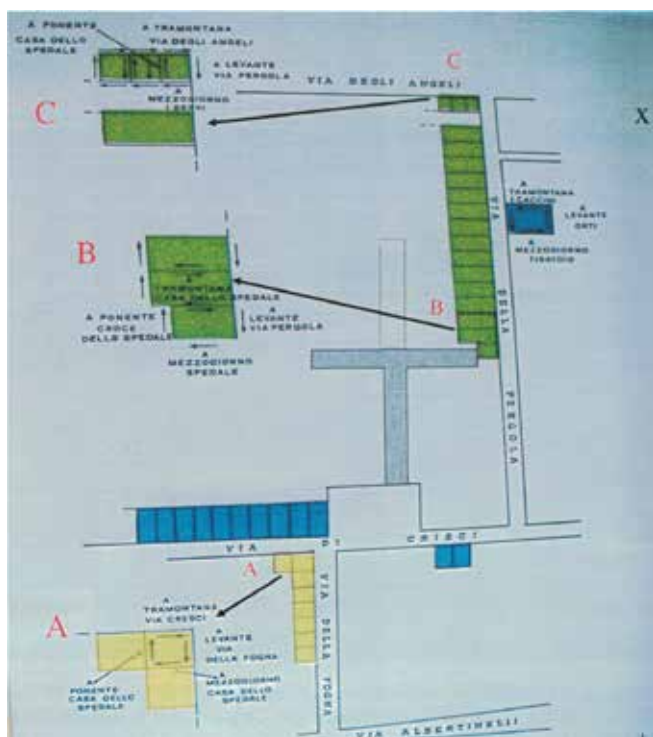 A PONENTE
CASA DELLO
SPEDALE
A TRAMONTANA
VIA DEGLI ANGELI
A LEVANTE
VIA PERGOLA
A
MEZZOGIORNO
C
C
VIA DEGLI ANGELI
X
A
TRAMONTANA
A
LEVANTE
ORTI
A
MEZZOGIORNO
TIRATOIO
VIA DELLA PERGOLA
B
B
A
TRAMONTANA
CASA DELLO SPEDALE
A PONENTE
CROCE
DELLO SPEDALE
A
LEVANTE
VIA PERGOLA
A
MEZZOGIORNO
SPEDALE
VIA DI CRISCI
A
A
A
TRAMONTANA
VIA CRESCI
A
LEVANTE
VIA
DELLA FOGNA
A
PONENTE
CASA DELLO
SPEDALE
A
MEZZOGIORNO
CASA DELLO
SPEDALE
VIA DELLA FOGNA
VIA ALBERTINELLI